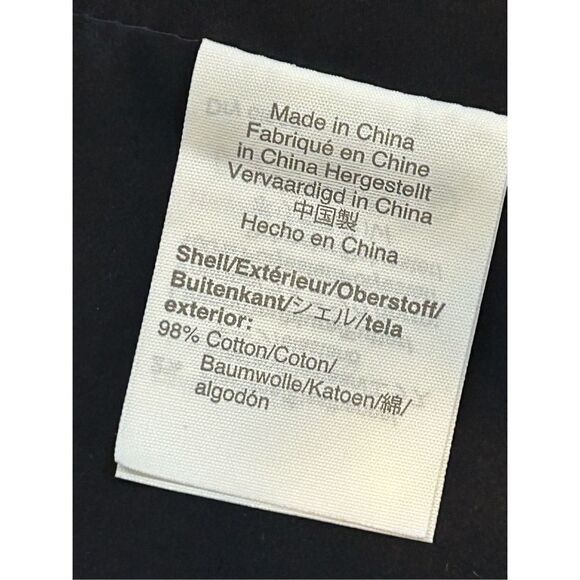 Made in China
Fabriqué en Chine
in China Hergestellt
Vervaardigd in China
中国製
Hecho en China
Shell/Extérieur/Oberstoff/
Buitenkant/シェル/tela
exterior:
98% Cotton/Coton/
Baumwolle/Katoen/綿/
algodón